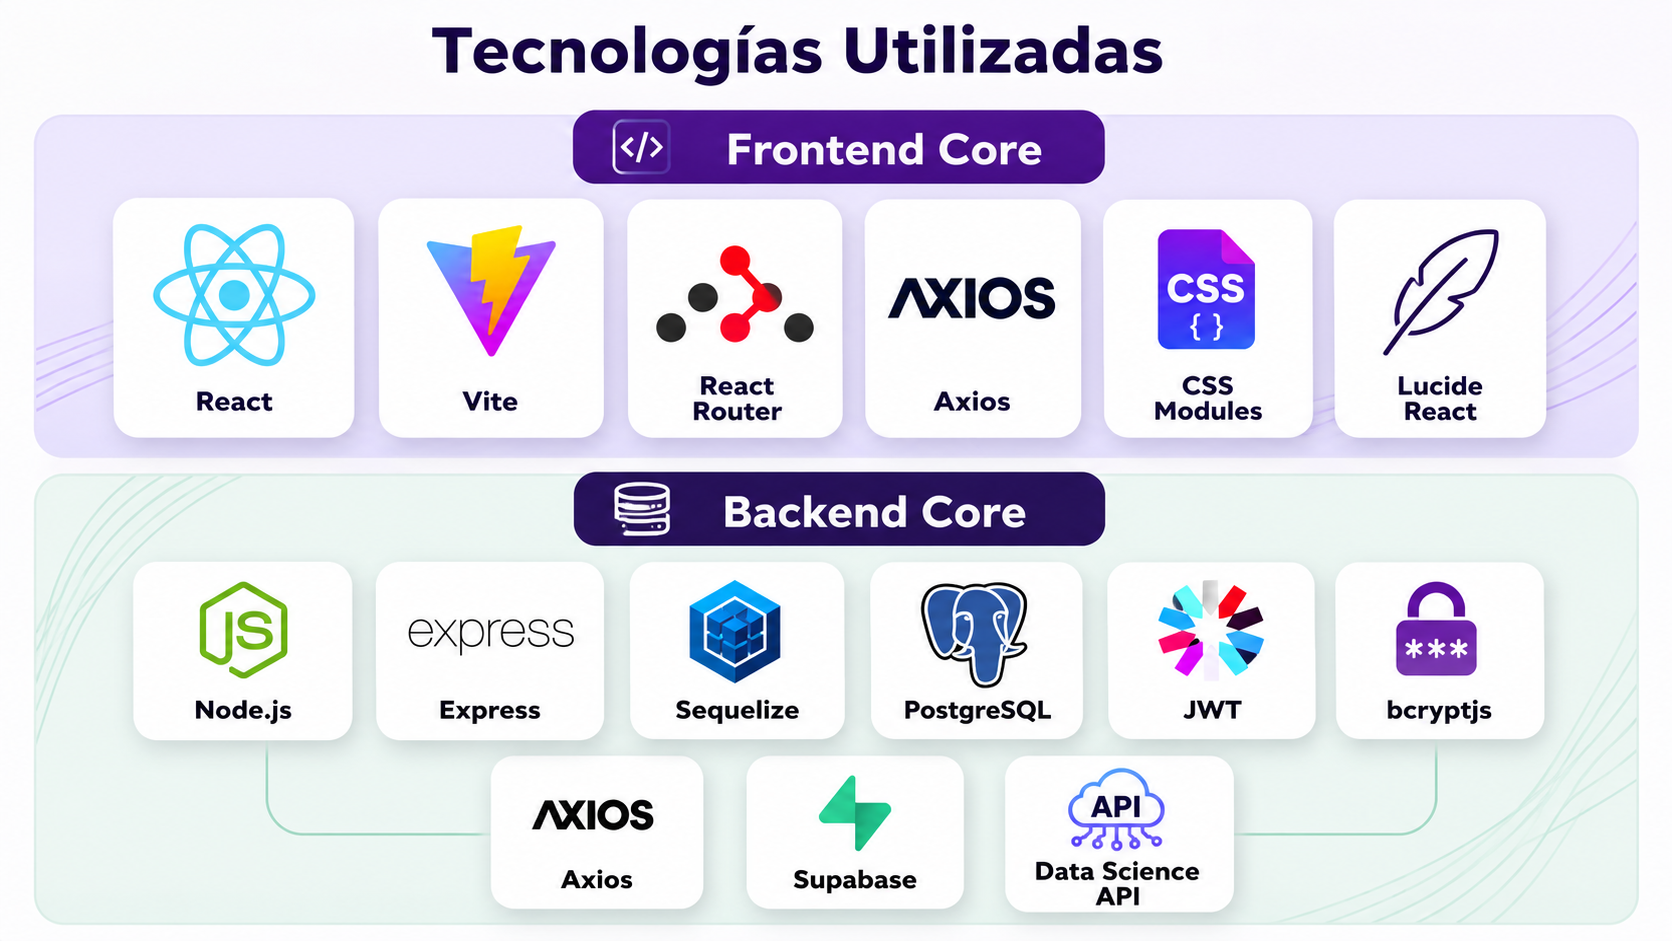 Tecnologías Utilizadas
</> Frontend Core
React
Vite
React
Router
AXIOS
Axios
CSS
{ }
CSS
Modules
Lucide
React
Backend Core
JS
Node.js
express
Express
Sequelize
PostgreSQL
JWT
***
bcryptjs
AXIOS
Axios
Supabase
API
Data Science
API